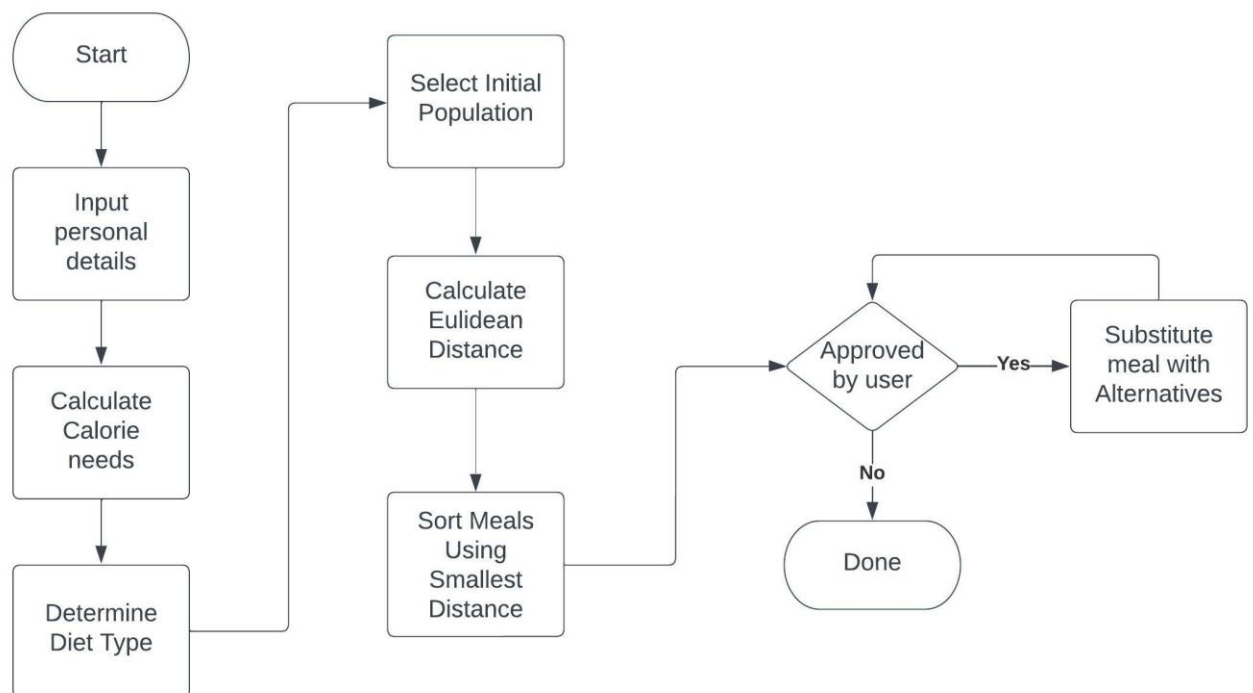 Start
Input
personal
details
Calculate
Calorie
needs
Determine
Diet Type
Select Initial
Population
Calculate
Eulidean
Distance
Sort Meals
Using
Smallest
Distance
Approved
by user
Yes
Substitute
meal with
Alternatives
No
Done